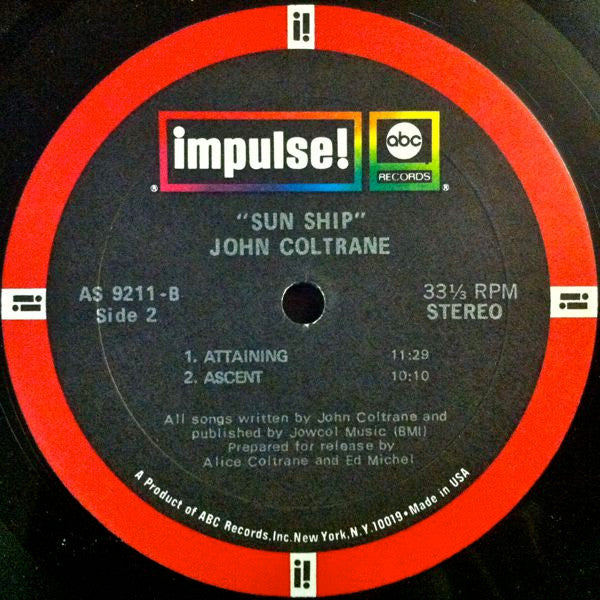 i!
impulse!
abc
RECORDS
® ®
"SUN SHIP"
JOHN COLTRANE
AS 9211-B
Side 2
33⅓ RPM
STEREO
i!
i!
1. ATTAINING 11:29
2. ASCENT 10:10
All songs written by John Coltrane and
published by Jowcol Music (BMI)
Prepared for release by
Alice Coltrane and Ed Michel
A Product of ABC Records, Inc. New York, N.Y. 10019 • Made in USA
i!